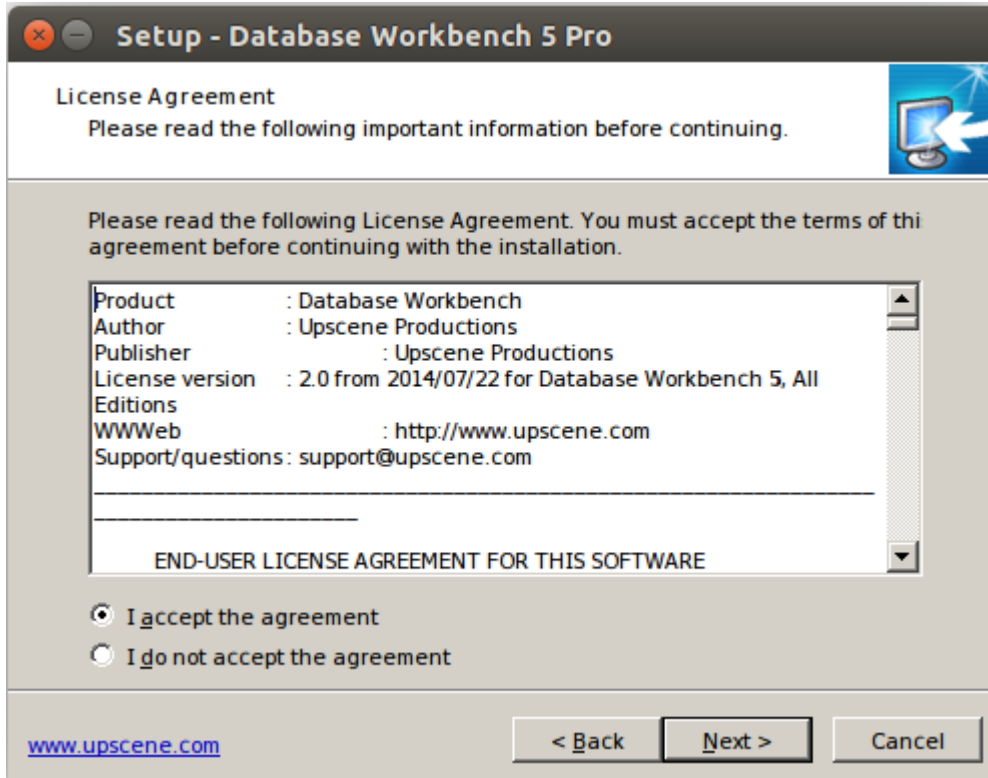 Setup - Database Workbench 5 Pro
License Agreement
Please read the following important information before continuing.
Please read the following License Agreement. You must accept the terms of thi
agreement before continuing with the installation.
Product : Database Workbench
Author : Upscene Productions
Publisher : Upscene Productions
License version : 2.0 from 2014/07/22 for Database Workbench 5, All
Editions
WWWeb : http://www.upscene.com
Support/questions : support@upscene.com
END-USER LICENSE AGREEMENT FOR THIS SOFTWARE
I accept the agreement
I do not accept the agreement
www.upscene.com
< Back Next > Cancel